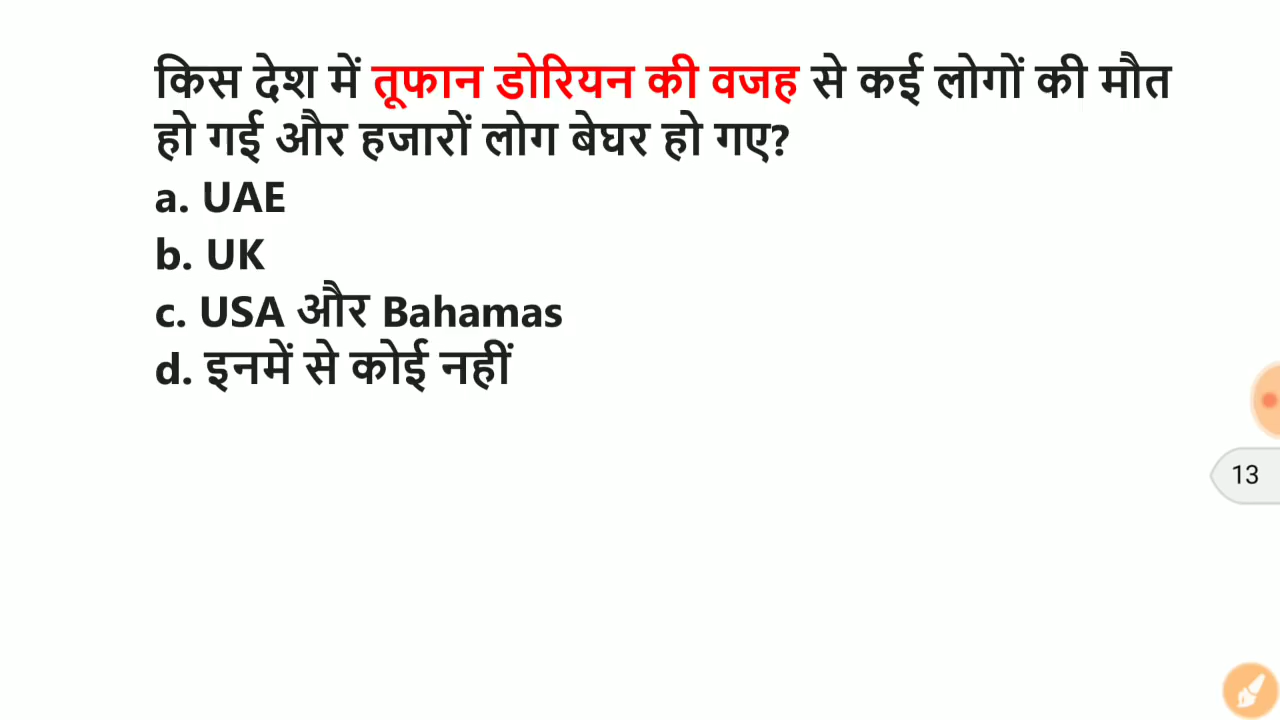 किस देश में तूफान डोरियन की वजह से कई लोगों की मौत
हो गई और हजारों लोग बेघर हो गए?
a. UAE
b. UK
c. USA और Bahamas
d. इनमें से कोई नहीं
13